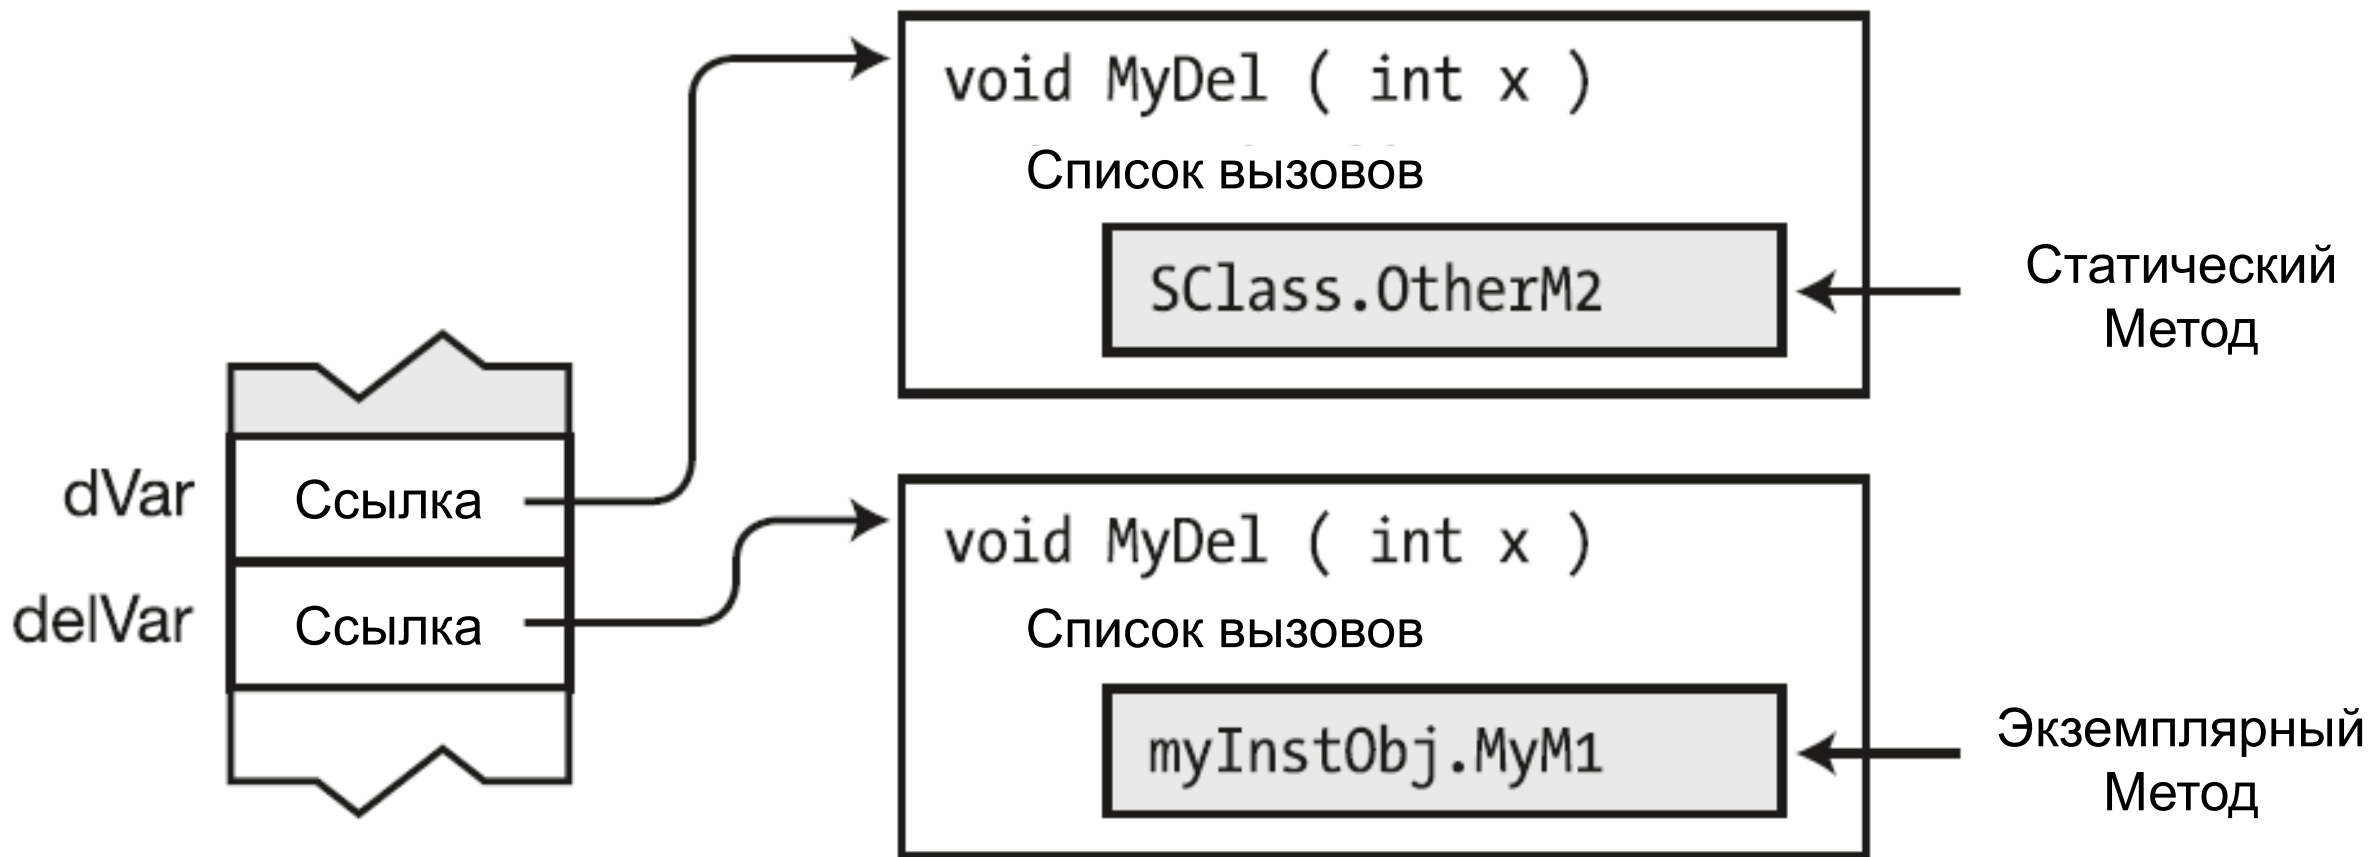 void MyDel ( int x )
Список вызовов
SClass.OtherM2
Статический
Метод
dVar
Ссылка
delVar
Ссылка
void MyDel ( int x )
Список вызовов
myInstObj.MyM1
Экземплярный
Метод